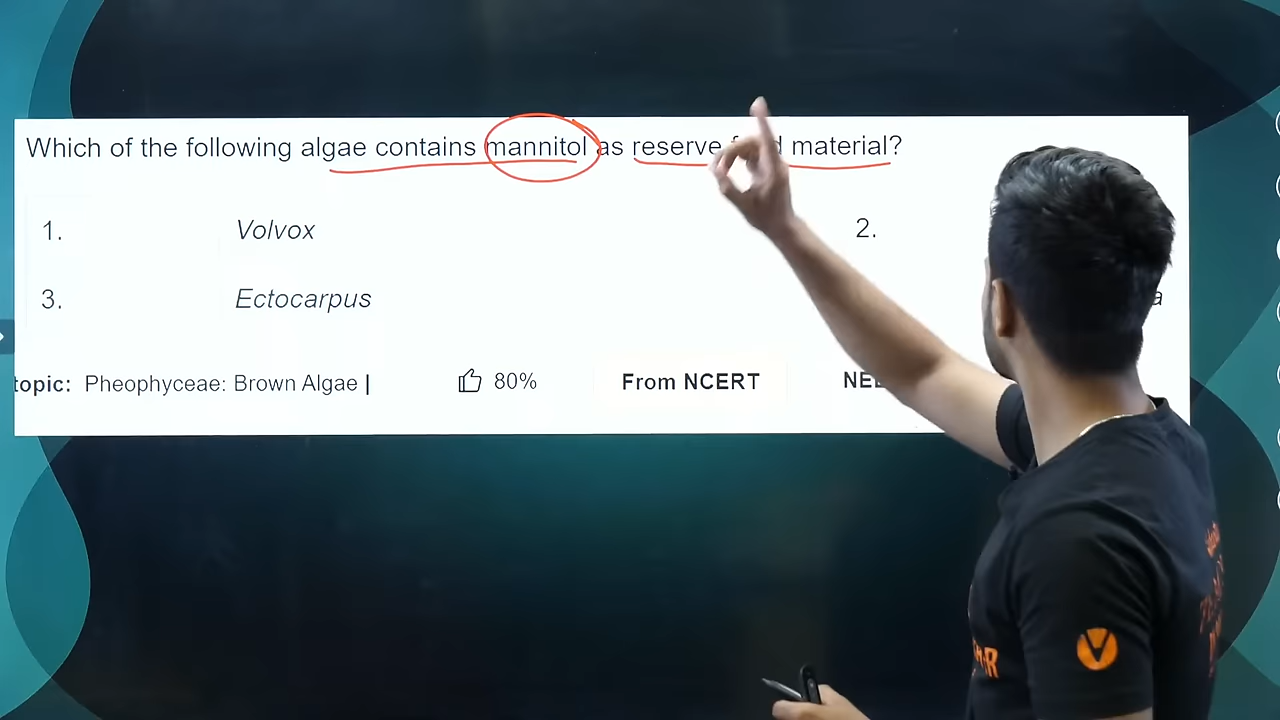 Which of the following algae contains mannitol as reserve material?
1. Volvox 2.
3. Ectocarpus
topic: Pheophyceae: Brown Algae | 80% From NCERT
V